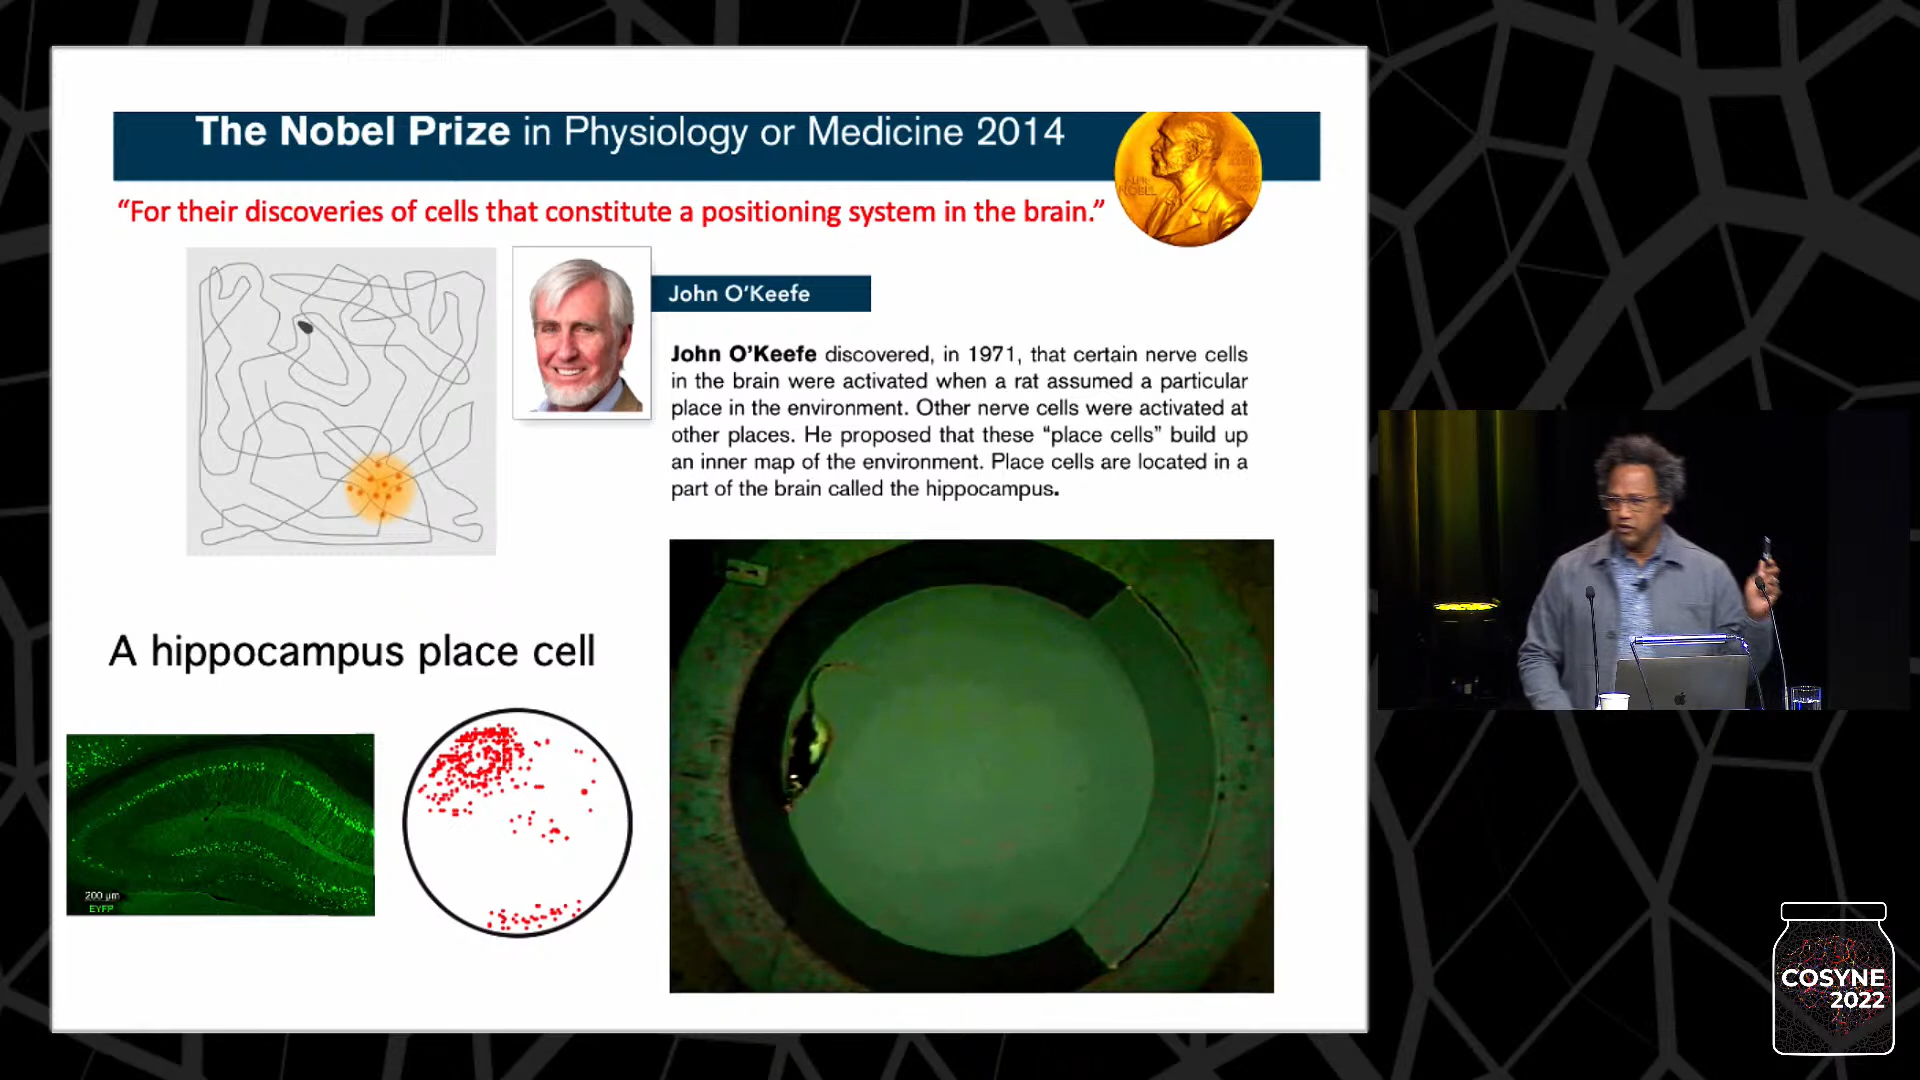 The Nobel Prize in Physiology or Medicine 2014
“For their discoveries of cells that constitute a positioning system in the brain.”
John O’Keefe
John O’Keefe discovered, in 1971, that certain nerve cells
in the brain were activated when a rat assumed a particular
place in the environment. Other nerve cells were activated at
other places. He proposed that these “place cells” build up
an inner map of the environment. Place cells are located in a
part of the brain called the hippocampus.
A hippocampus place cell
200 µm
EYFP
COSYNE
2022